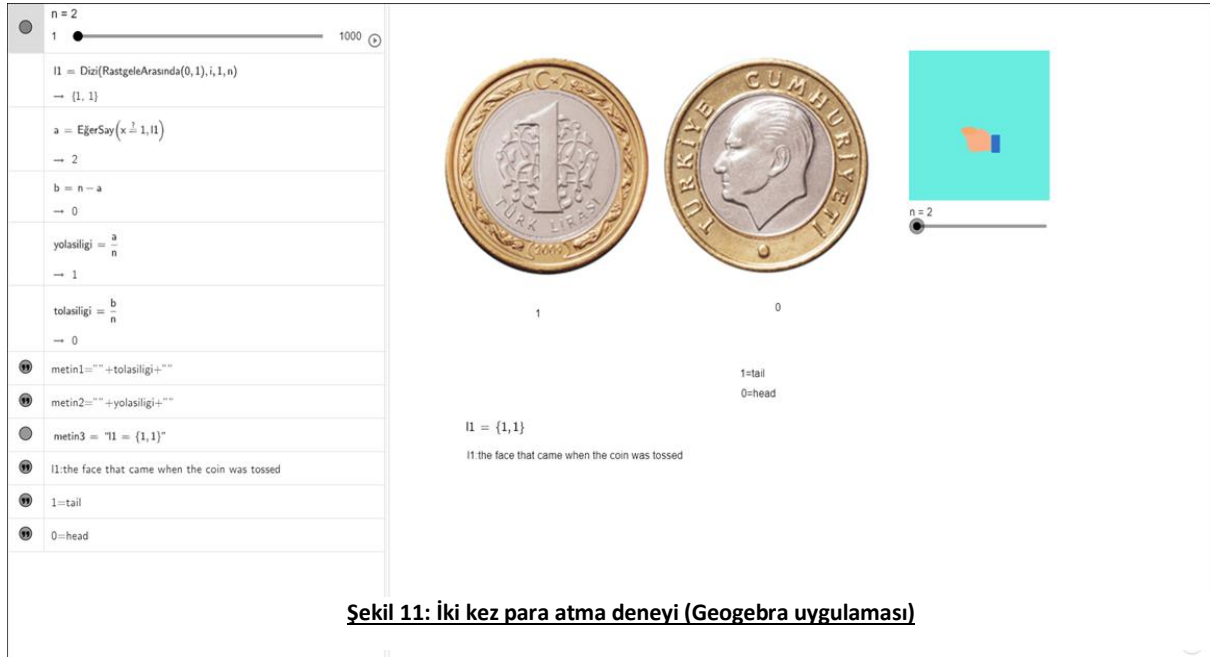 n = 2
1 1000
l1 = Dizi(RastgeleArasında(0, 1), i, 1, n)
→ {1, 1}
a = EğerSay(x ≟ 1, l1)
→ 2
b = n − a
→ 0
yolasiligi = a/n
→ 1
tolasiligi = b/n
→ 0
metin1=""+tolasiligi+""
metin2=""+yolasiligi+""
metin3 = "l1 = {1, 1}"
l1:the face that came when the coin was tossed
1=tail
0=head
1
TÜRK LİRASI
2009
TÜRKİYE CUMHURİYETİ
n = 2
1
0
1=tail
0=head
l1 = {1,1}
l1:the face that came when the coin was tossed
Şekil 11: İki kez para atma deneyi (Geogebra uygulaması)